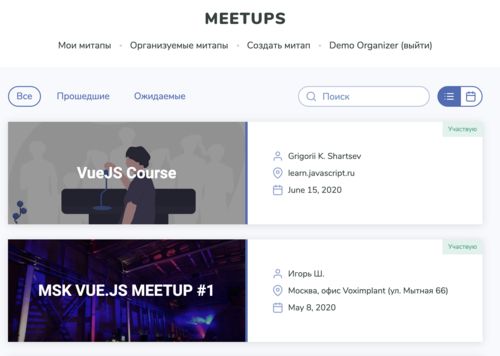 MEETUPS
Мои митапы • Организуемые митапы • Создать митап • Demo Organizer (выйти)
Все Прошедшие Ожидаемые Поиск
Участвую
VueJS Course
Grigorii K. Shartsev
learn.javascript.ru
June 15, 2020
Участвую
MSK VUE.JS MEETUP #1
Игорь Ш.
Москва, офис Voximplant (ул. Мытная 66)
May 8, 2020